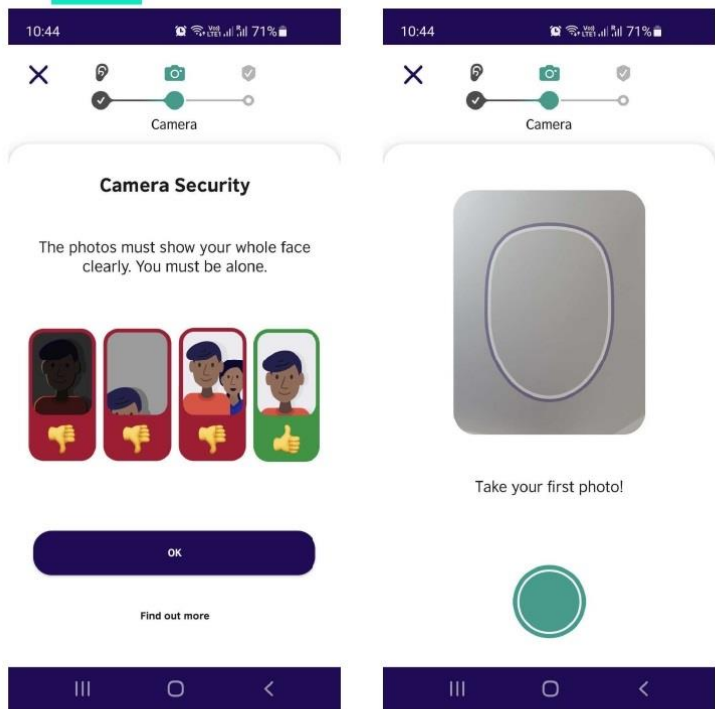 10:44
71%
Camera
Camera Security
The photos must show your whole face
clearly. You must be alone.
OK
Find out more
10:44
71%
Camera
Take your first photo!